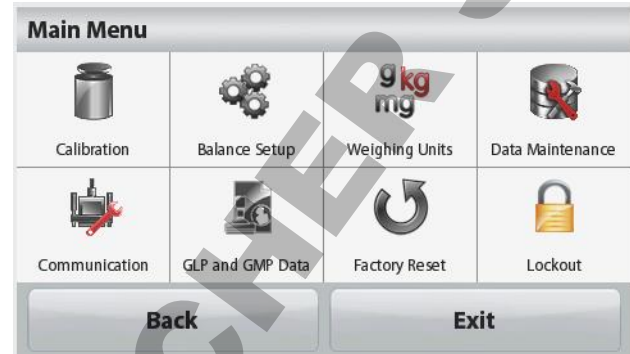 Main Menu
g kg
mg
Calibration
Balance Setup
Weighing Units
Data Maintenance
Communication
GLP and GMP Data
Factory Reset
Lockout
Back
Exit